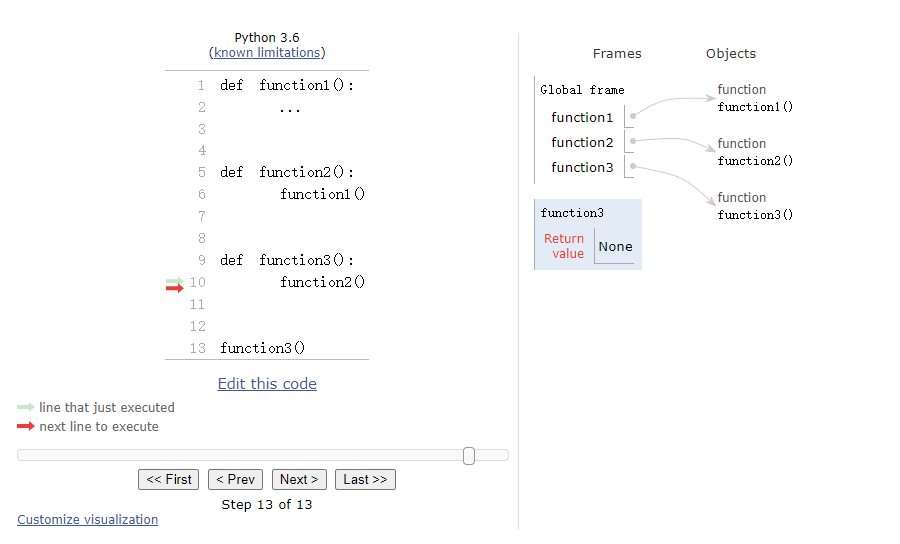 Python 3.6
(known limitations)
1 def function1():
2 ...
3
4
5 def function2():
6 function1()
7
8
9 def function3():
10 function2()
11
12
13 function3()
Edit this code
line that just executed
next line to execute
<< First < Prev Next > Last >>
Step 13 of 13
Customize visualization
Frames Objects
Global frame
function1
function2
function3
function
function1()
function
function2()
function
function3()
function3
Return
value None